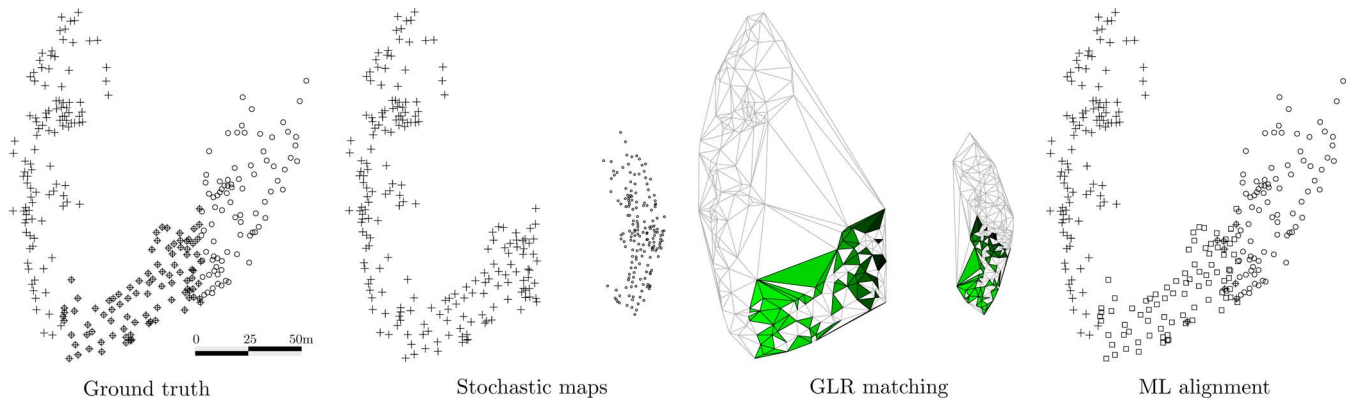 0 25 50m
Ground truth
Stochastic maps
GLR matching
ML alignment